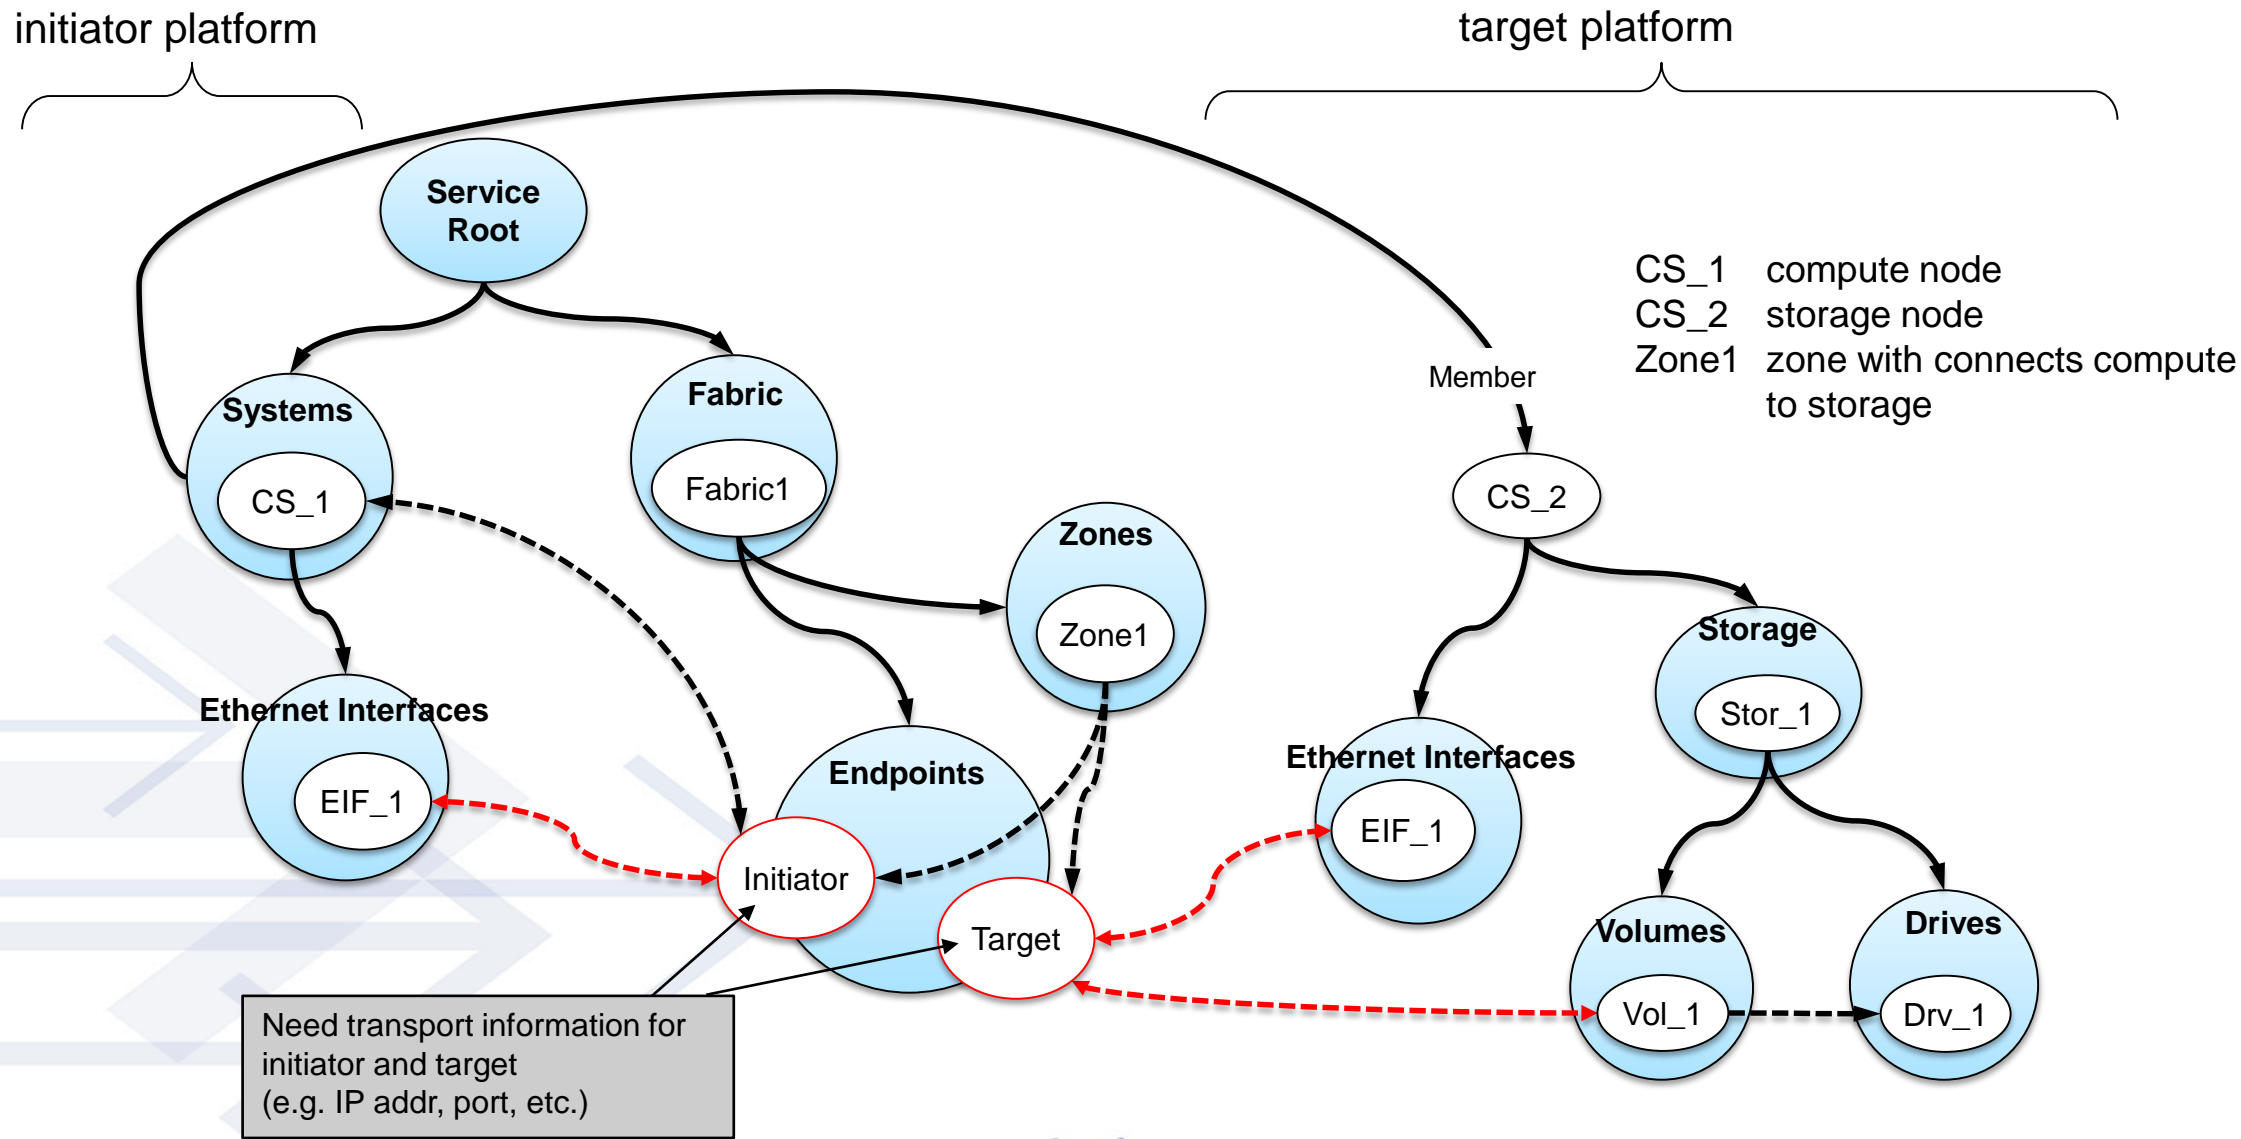 initiator platform
target platform
Service
Root
CS_1 compute node
CS_2 storage node
Zone1 zone with connects compute
to storage
Member
Systems
CS_1
Fabric
Fabric1
CS_2
Zones
Zone1
Storage
Stor_1
Ethernet Interfaces
EIF_1
Endpoints
Initiator
Target
Ethernet Interfaces
EIF_1
Volumes
Vol_1
Drives
Drv_1
Need transport information for
initiator and target
(e.g. IP addr, port, etc.)